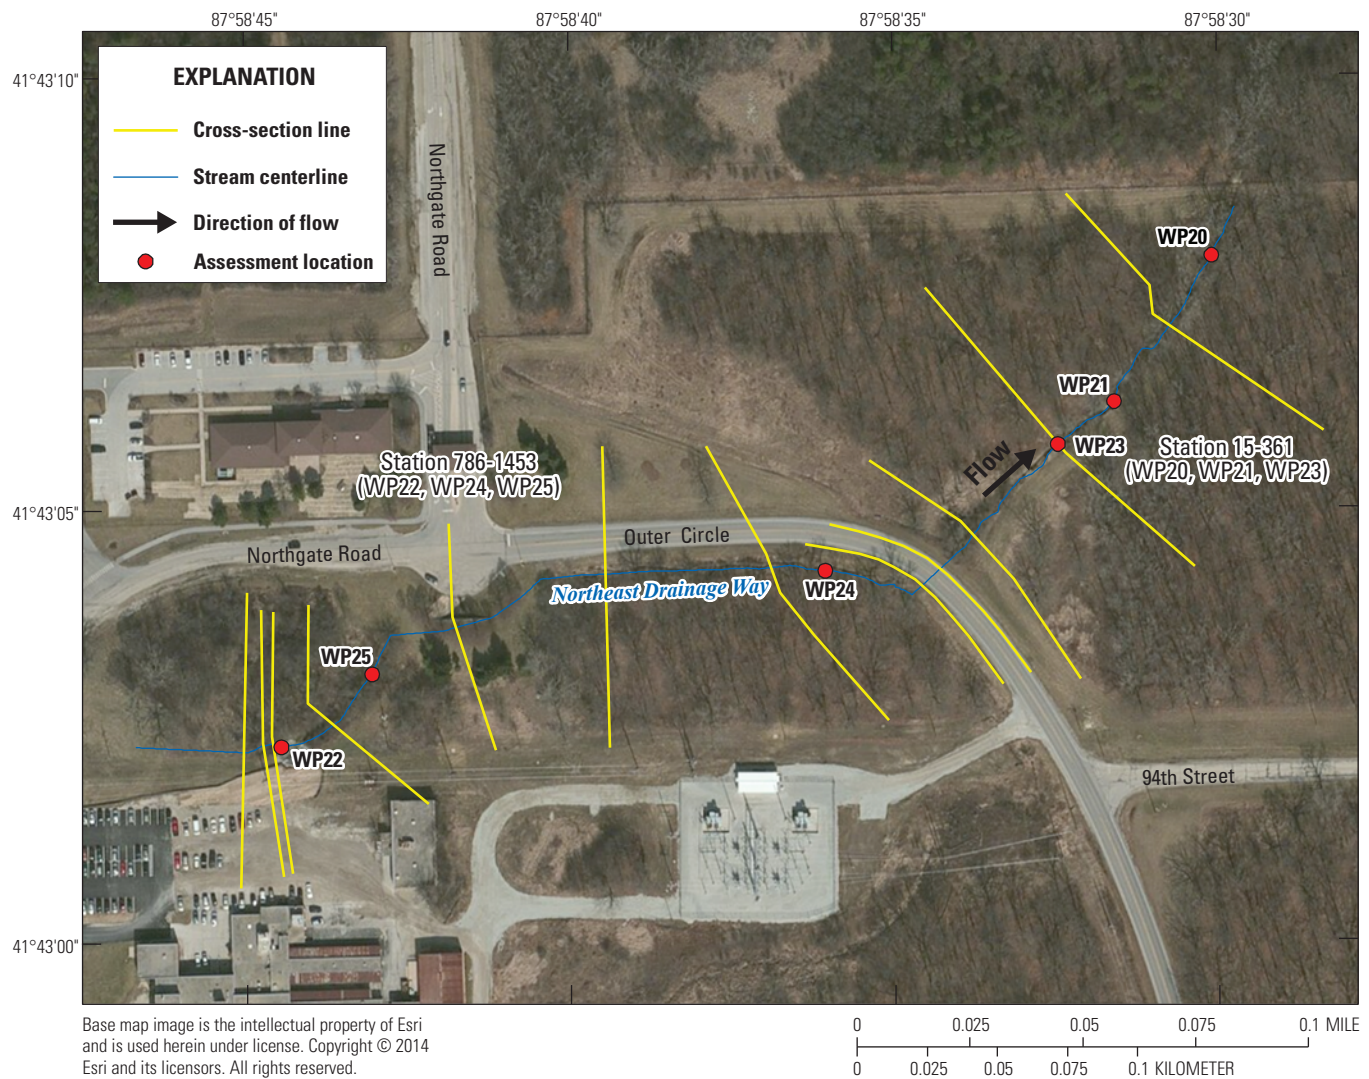 87°58'45"
87°58'40"
87°58'35"
87°58'30"
41°43'10"
EXPLANATION
Cross-section line
Stream centerline
Direction of flow
Assessment location
Northgate Road
WP20
WP21
WP23
Station 15-361
(WP20, WP21, WP23)
Flow
Station 786-1453
(WP22, WP24, WP25)
41°43'05"
Northgate Road
Outer Circle
Northeast Drainage Way
WP24
WP25
WP22
94th Street
41°43'00"
Base map image is the intellectual property of Esri
and is used herein under license. Copyright © 2014
Esri and its licensors. All rights reserved.
0 0.025 0.05 0.075 0.1 MILE
0 0.025 0.05 0.075 0.1 KILOMETER